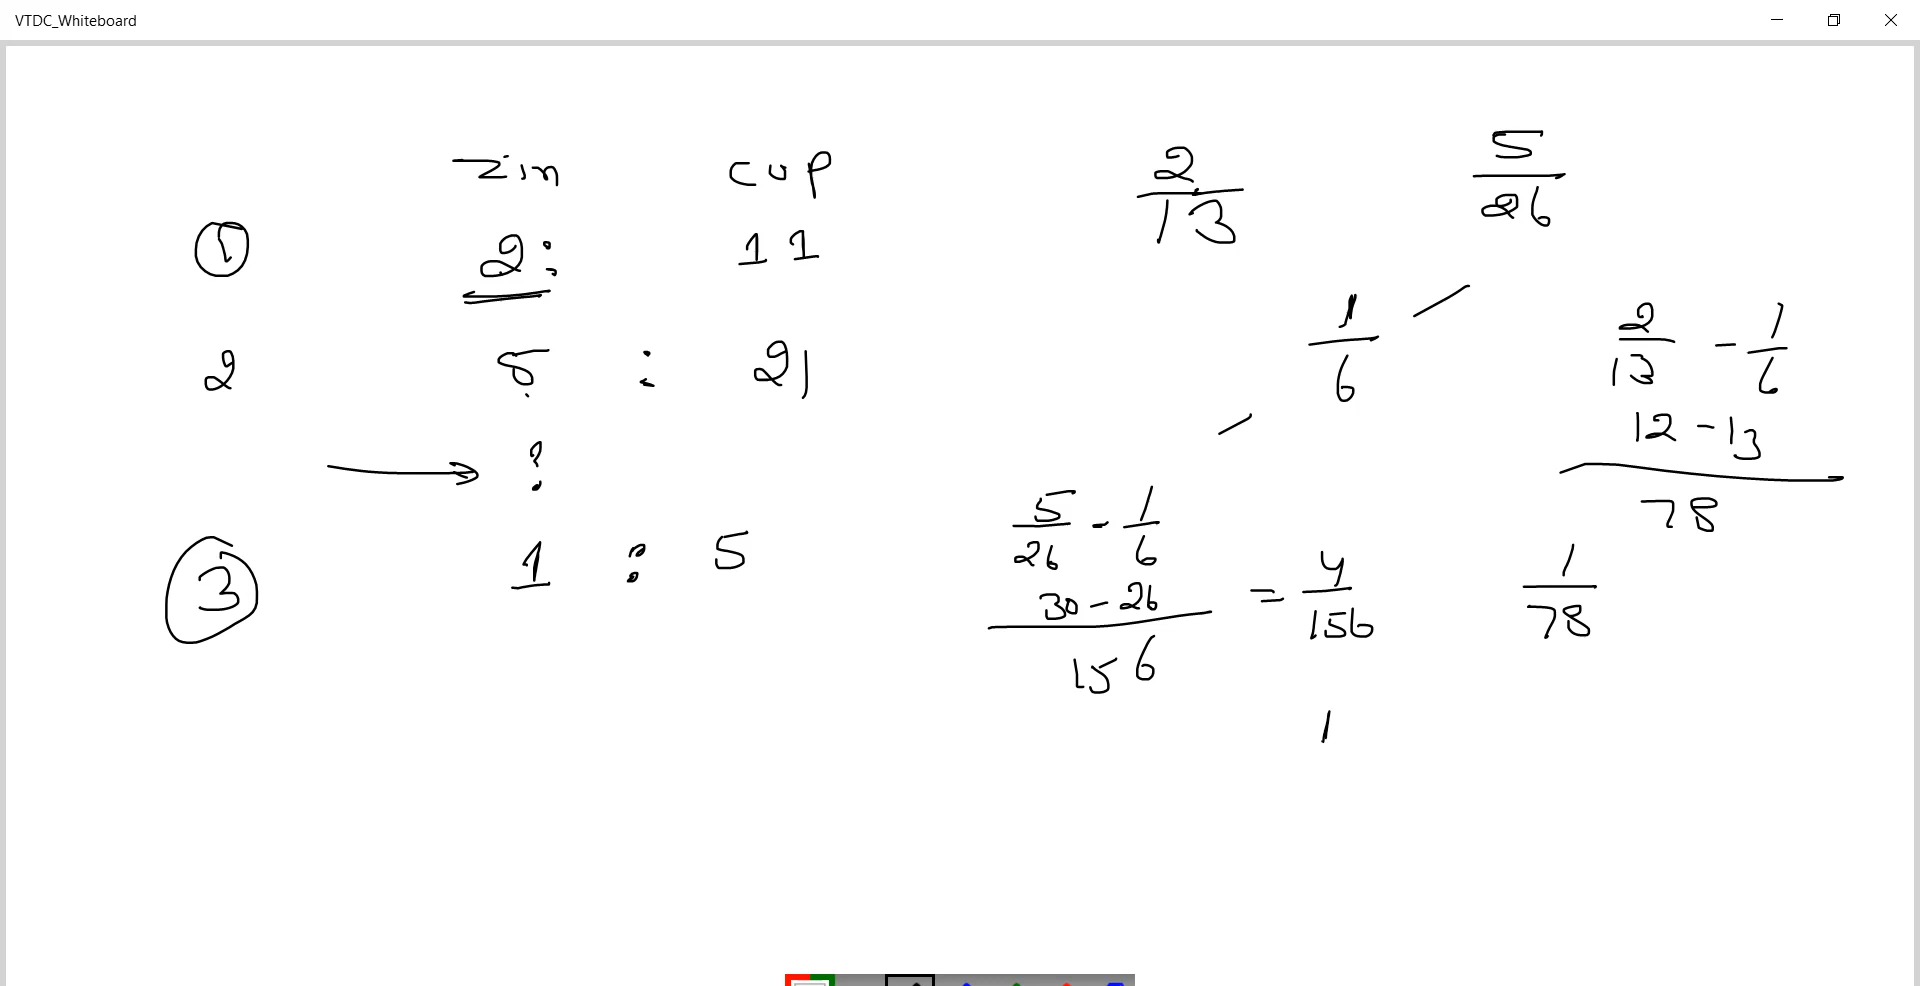 VTDC_Whiteboard
Zin cup
1 2: 11
2 5 : 21
?
3 1 : 5
2/13
5/26
1/6
2/13 - 1/6
12 - 13
78
1/78
5/26 - 1/6
30 - 26
156
= 4/156
1